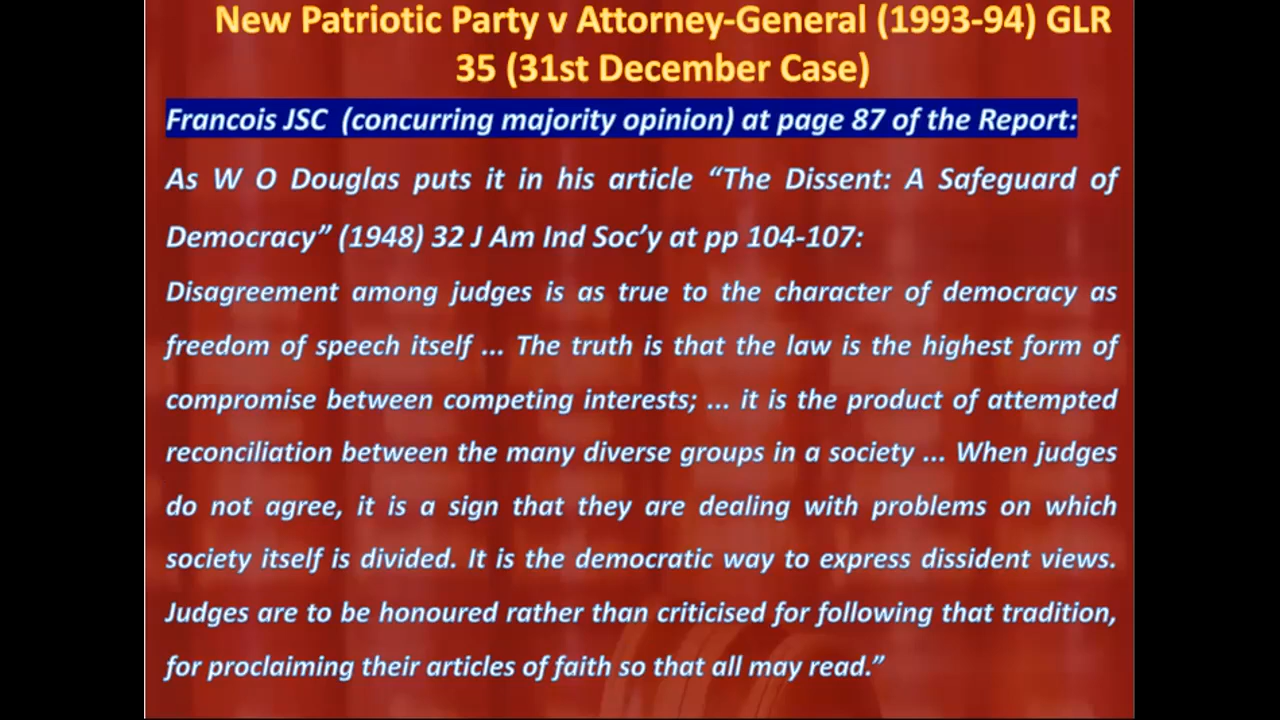 New Patriotic Party v Attorney-General (1993-94) GLR
35 (31st December Case)
Francois JSC (concurring majority opinion) at page 87 of the Report:
As W O Douglas puts it in his article “The Dissent: A Safeguard of
Democracy” (1948) 32 J Am Ind Soc’y at pp 104-107:
Disagreement among judges is as true to the character of democracy as
freedom of speech itself ... The truth is that the law is the highest form of
compromise between competing interests; ... it is the product of attempted
reconciliation between the many diverse groups in a society ... When judges
do not agree, it is a sign that they are dealing with problems on which
society itself is divided. It is the democratic way to express dissident views.
Judges are to be honoured rather than criticised for following that tradition,
for proclaiming their articles of faith so that all may read.”